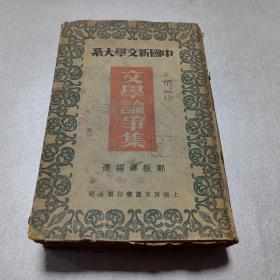 中國新文學大系
文學論爭集
鄭振鐸編選
上海良友圖書印刷公司